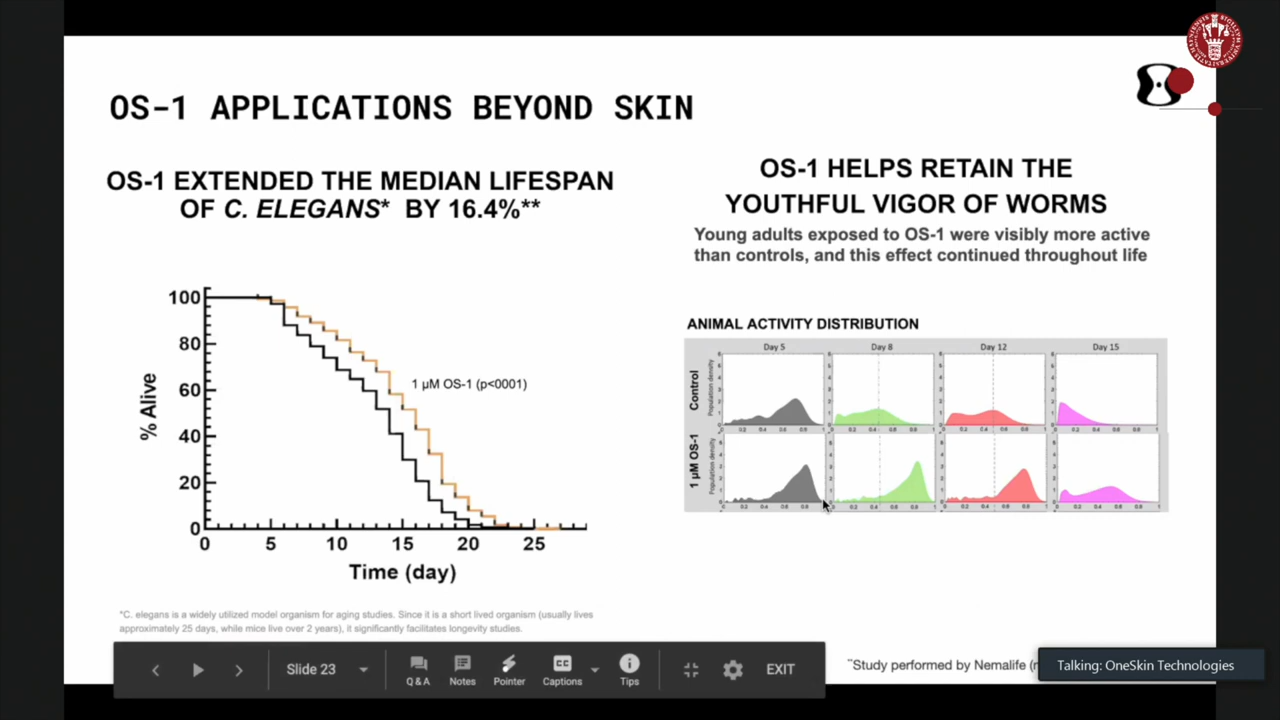 OS-1 APPLICATIONS BEYOND SKIN
OS-1 EXTENDED THE MEDIAN LIFESPAN
OF C. ELEGANS* BY 16.4%**
100
80
60
40
20
0
% Alive
1 µM OS-1 (p<0001)
0 5 10 15 20 25
Time (day)
*C. elegans is a widely utilized model organism for aging studies. Since it is a short lived organism (usually lives
approximately 25 days, while mice live over 2 years), it significantly facilitates longevity studies.
OS-1 HELPS RETAIN THE
YOUTHFUL VIGOR OF WORMS
Young adults exposed to OS-1 were visibly more active
than controls, and this effect continued throughout life
ANIMAL ACTIVITY DISTRIBUTION
Day 5 Day 8 Day 12 Day 15
Control
Population density
1 µM OS-1
Population density
**Study performed by Nemalife
Slide 23
Q & A
Notes
Pointer
CC
Captions
Tips
EXIT
Talking: OneSkin Technologies